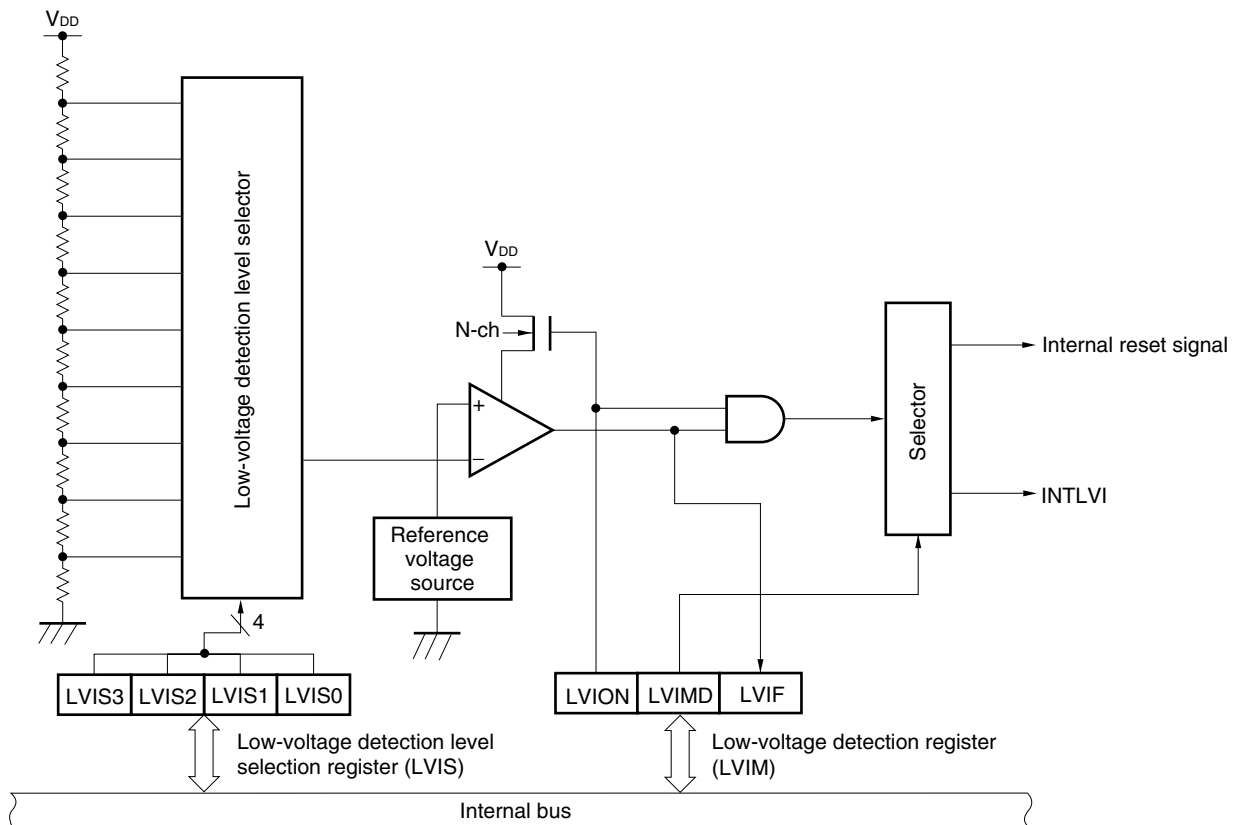 VDD
Low-voltage detection level selector
VDD
N-ch
+
−
Reference
voltage
source
Selector
Internal reset signal
INTLVI
4
LVIS3 LVIS2 LVIS1 LVIS0
LVION LVIMD LVIF
Low-voltage detection level
selection register (LVIS)
Low-voltage detection register
(LVIM)
Internal bus